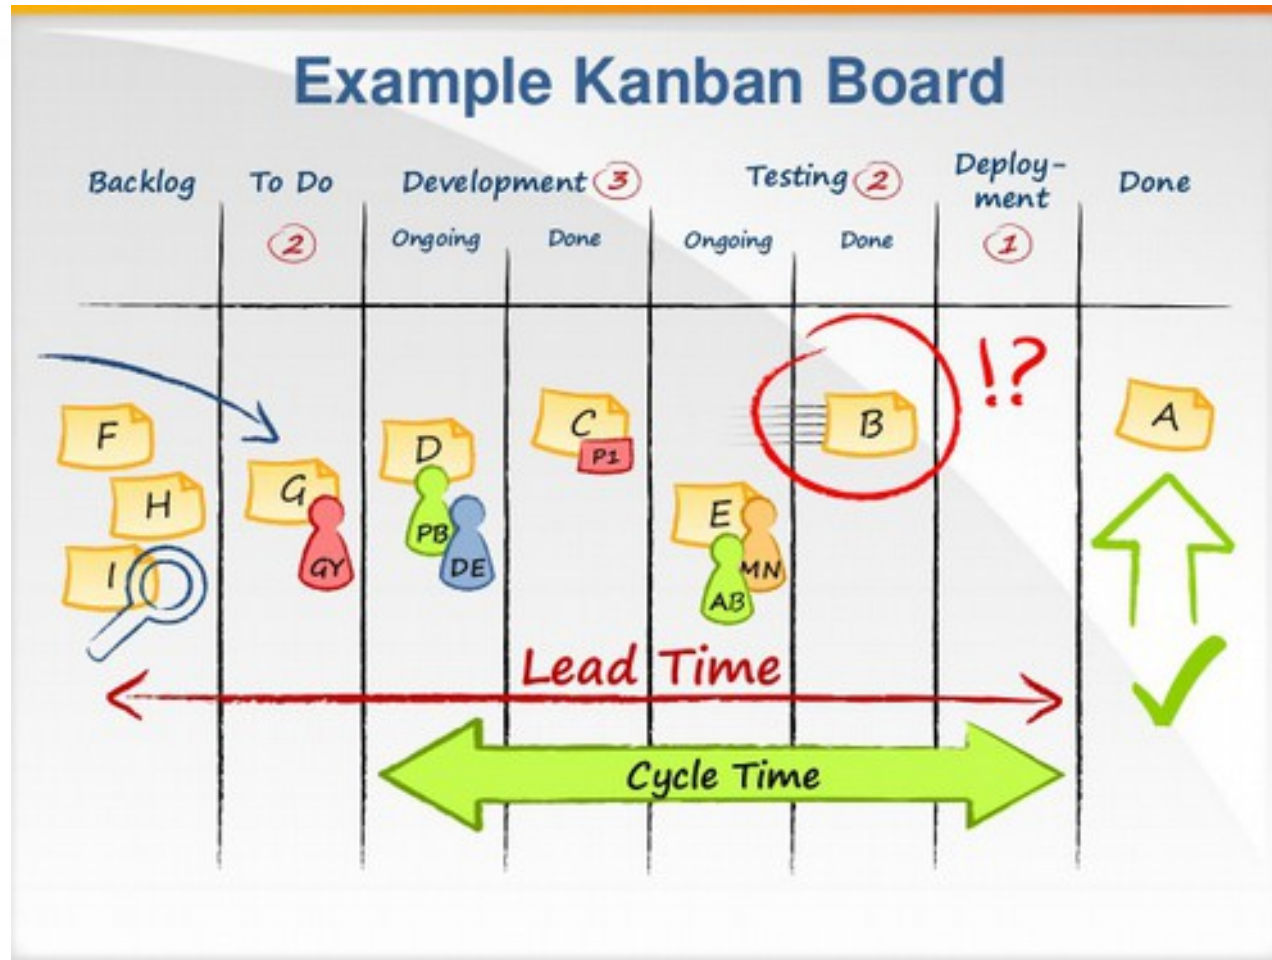 Example Kanban Board
Backlog
To Do
2
Development 3
Ongoing
Done
Testing 2
Ongoing
Done
Deploy-
ment
1
Done
!?
F
H
I
G
GY
D
PB
DE
C
P1
E
MN
AB
B
A
Lead Time
Cycle Time